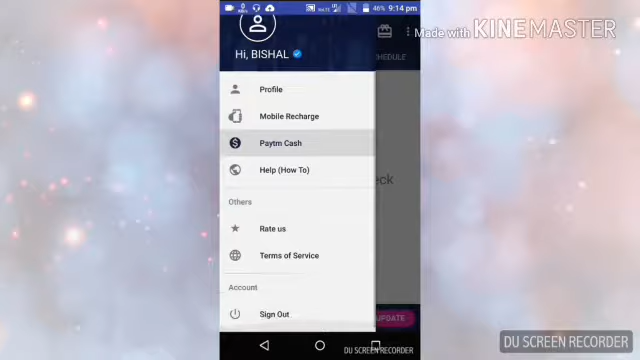 46% 9:14 pm
Made with KINEMASTER
Hi, BISHAL
CHEDULE
Profile
Mobile Recharge
Paytm Cash
Help (How To)
eck
Others
Rate us
Terms of Service
Account
Sign Out
UPDATE
DU SCREEN RECORDER
DU SCREEN RECORDER